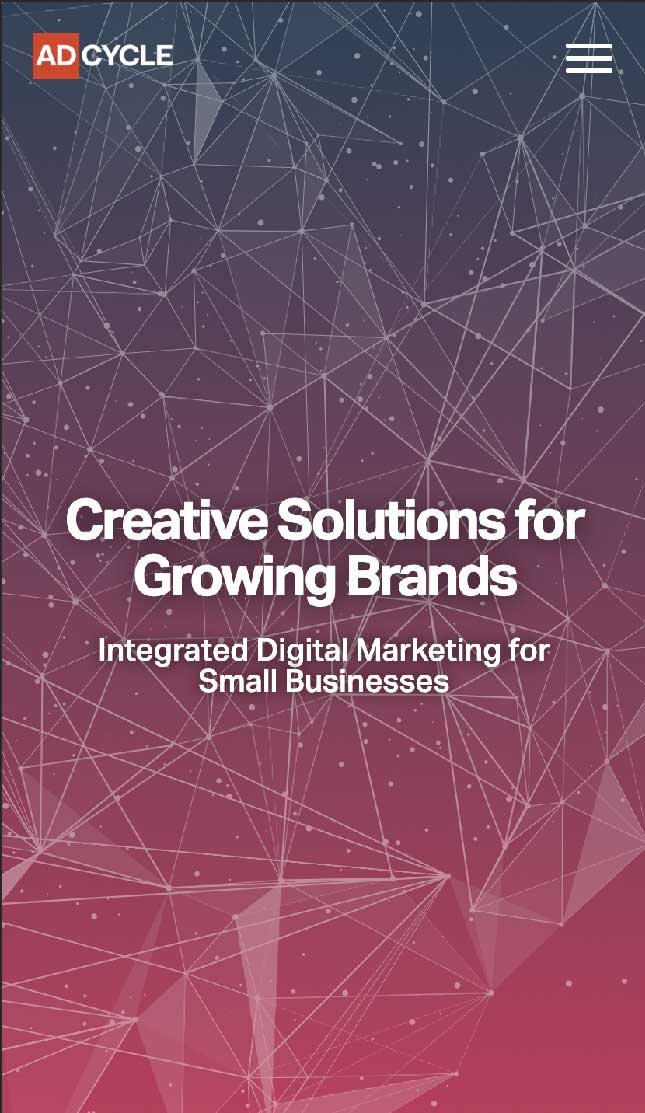 AD CYCLE
Creative Solutions for
Growing Brands
Integrated Digital Marketing for
Small Businesses